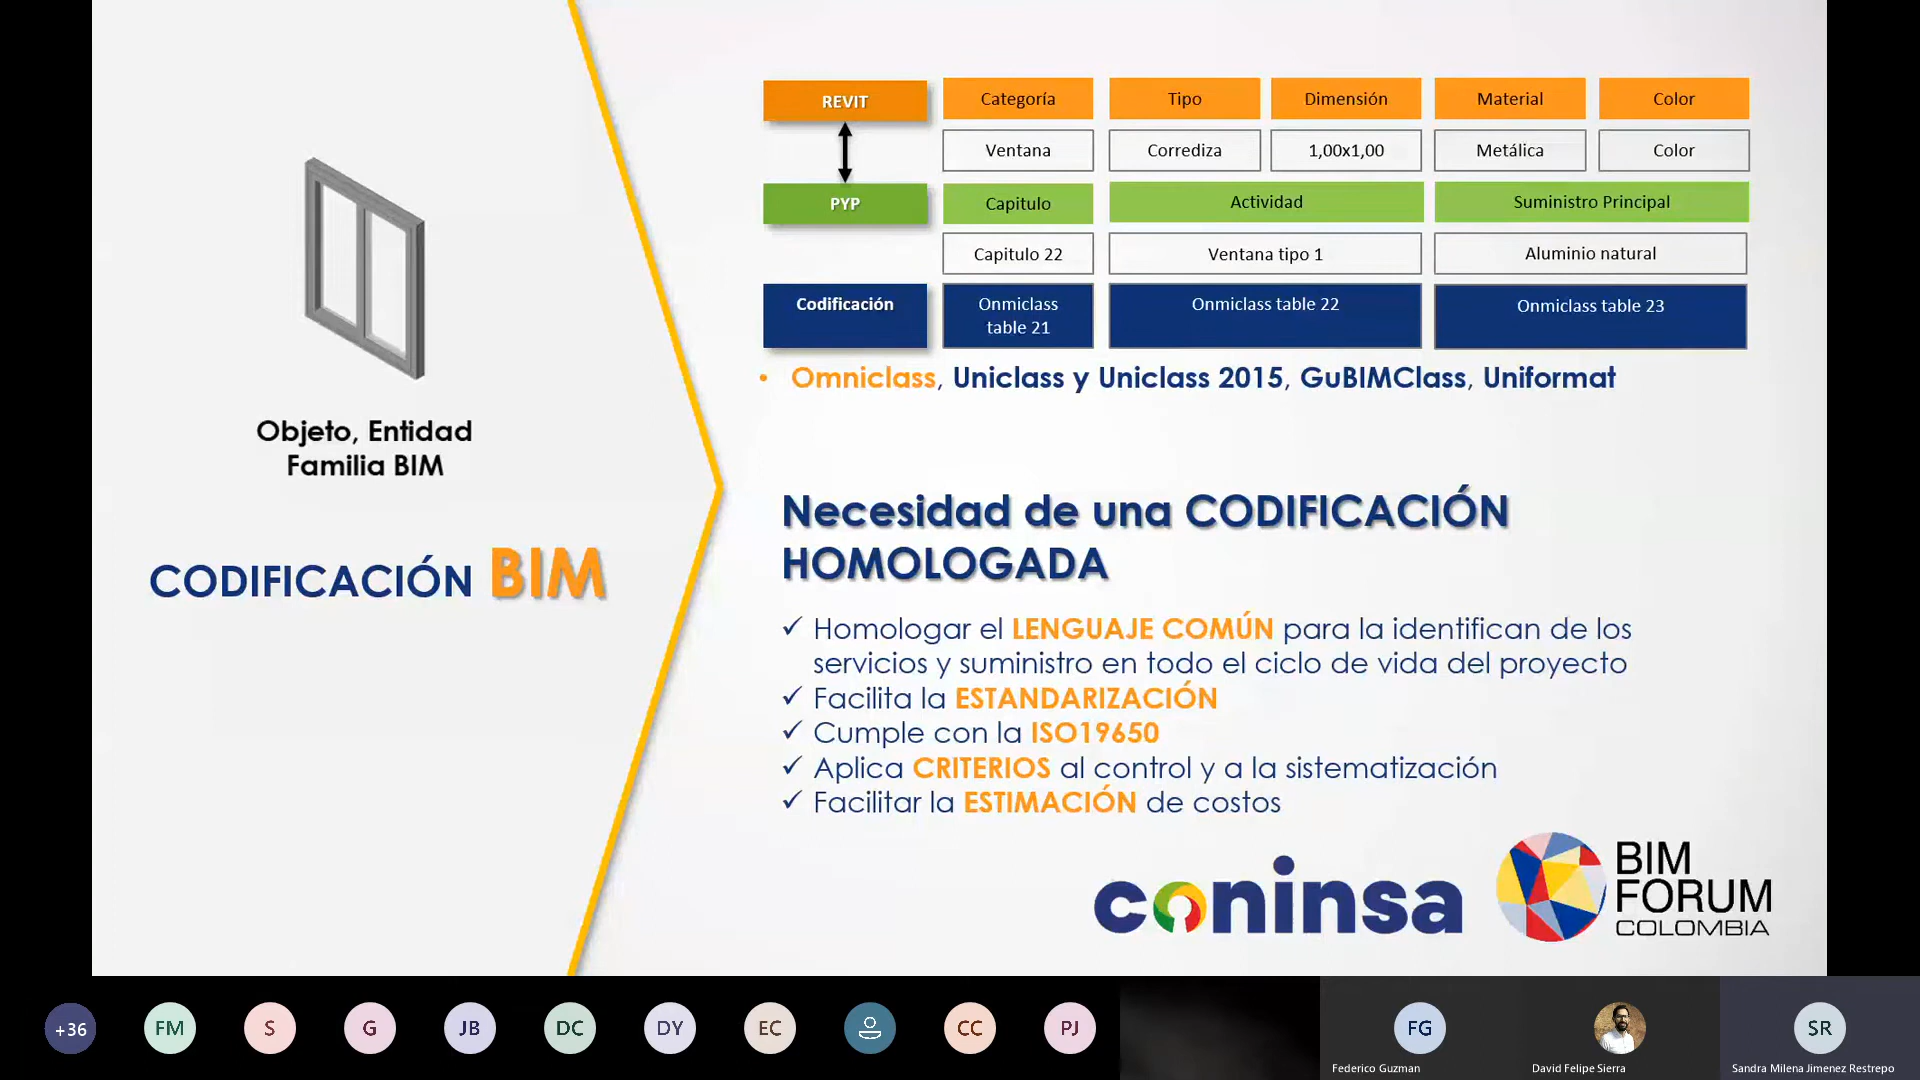 Objeto, Entidad
Familia BIM
CODIFICACIÓN BIM
REVIT Categoría Tipo Dimensión Material Color
Ventana Corrediza 1,00x1,00 Metálica Color
PYP Capitulo Actividad Suministro Principal
Capitulo 22 Ventana tipo 1 Aluminio natural
Codificación Onmiclass table 21 Onmiclass table 22 Onmiclass table 23
• Omniclass, Uniclass y Uniclass 2015, GuBIMClass, Uniformat
Necesidad de una CODIFICACIÓN
HOMOLOGADA
✓ Homologar el LENGUAJE COMÚN para la identifican de los
servicios y suministro en todo el ciclo de vida del proyecto
✓ Facilita la ESTANDARIZACIÓN
✓ Cumple con la ISO19650
✓ Aplica CRITERIOS al control y a la sistematización
✓ Facilitar la ESTIMACIÓN de costos
coninsa
BIM
FORUM
COLOMBIA
+36 FM S G JB DC DY EC CC PJ FG SR
Federico Guzman David Felipe Sierra Sandra Milena Jimenez Restrepo